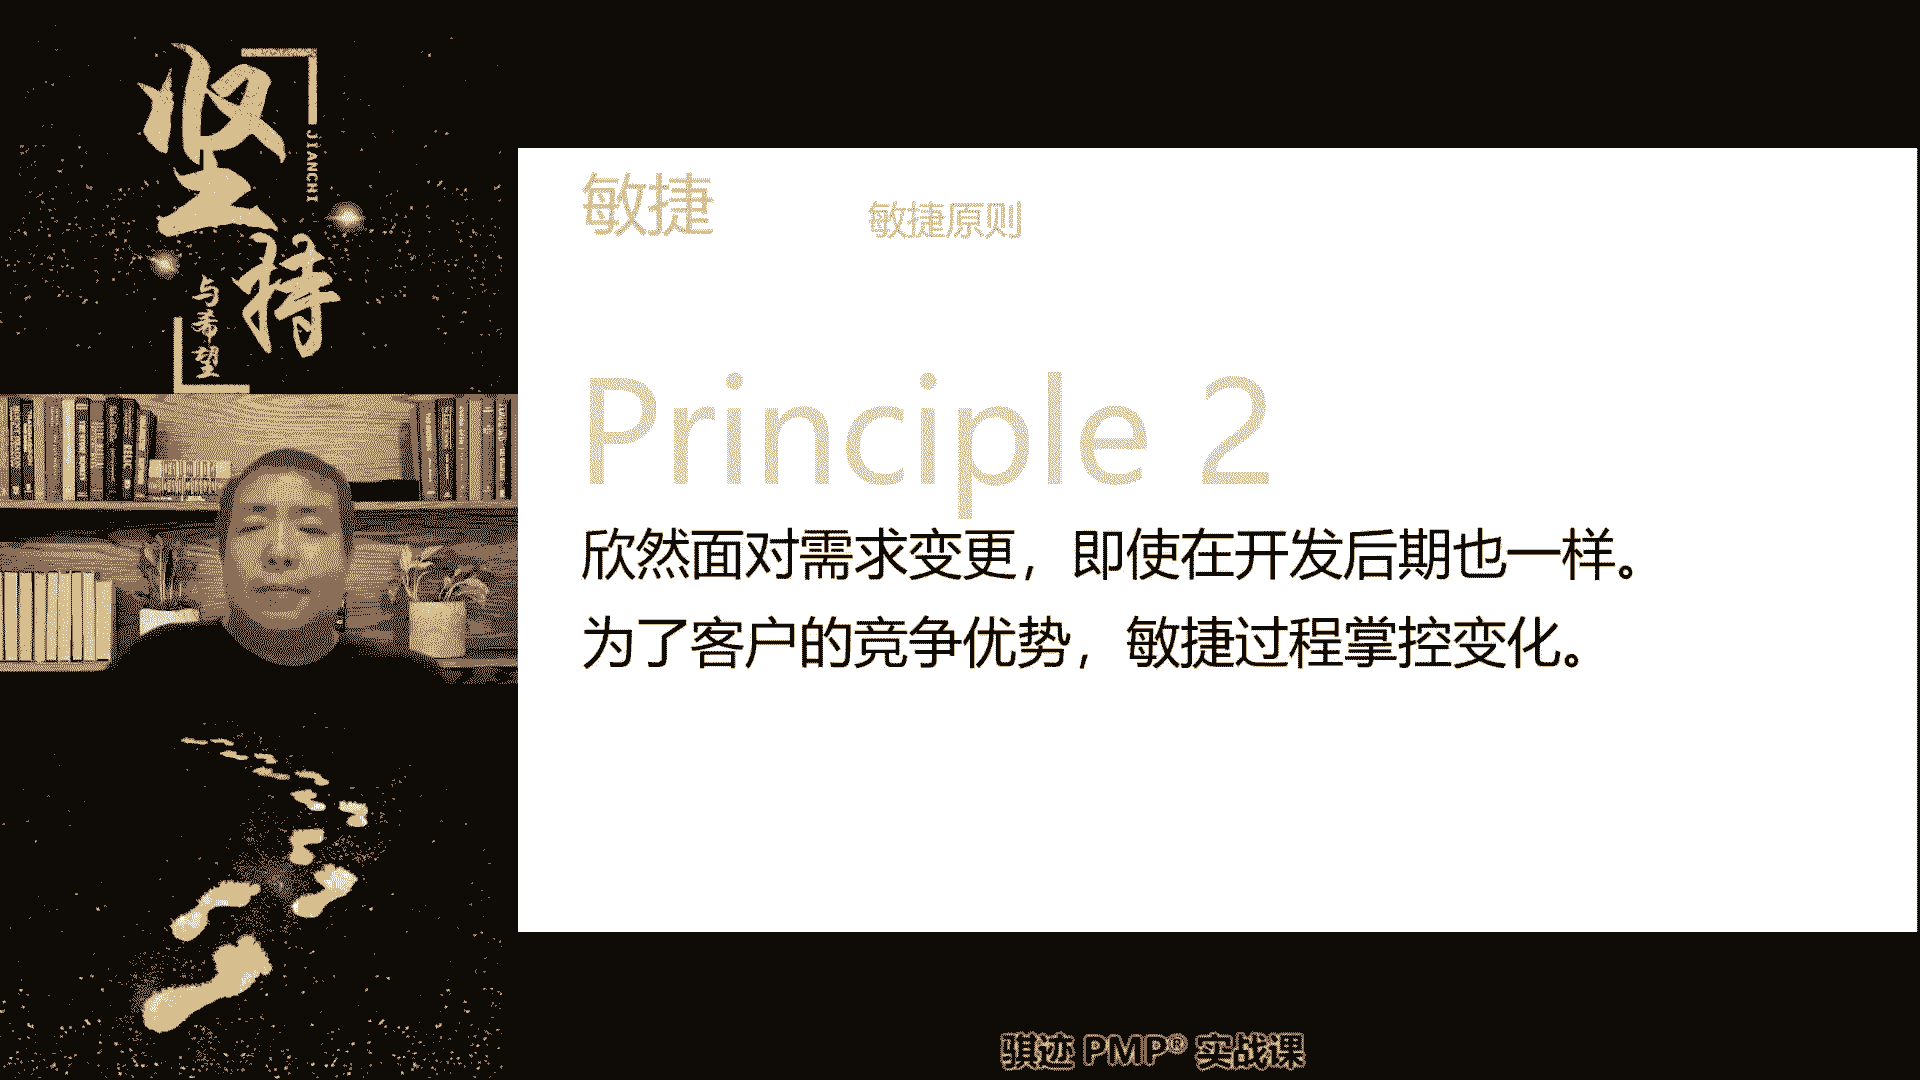 坚持
JIANCHI
与希望
敏捷
敏捷原则
Principle 2
欣然面对需求变更，即使在开发后期也一样。
为了客户的竞争优势，敏捷过程掌控变化。
骐迹 PMP® 实战课